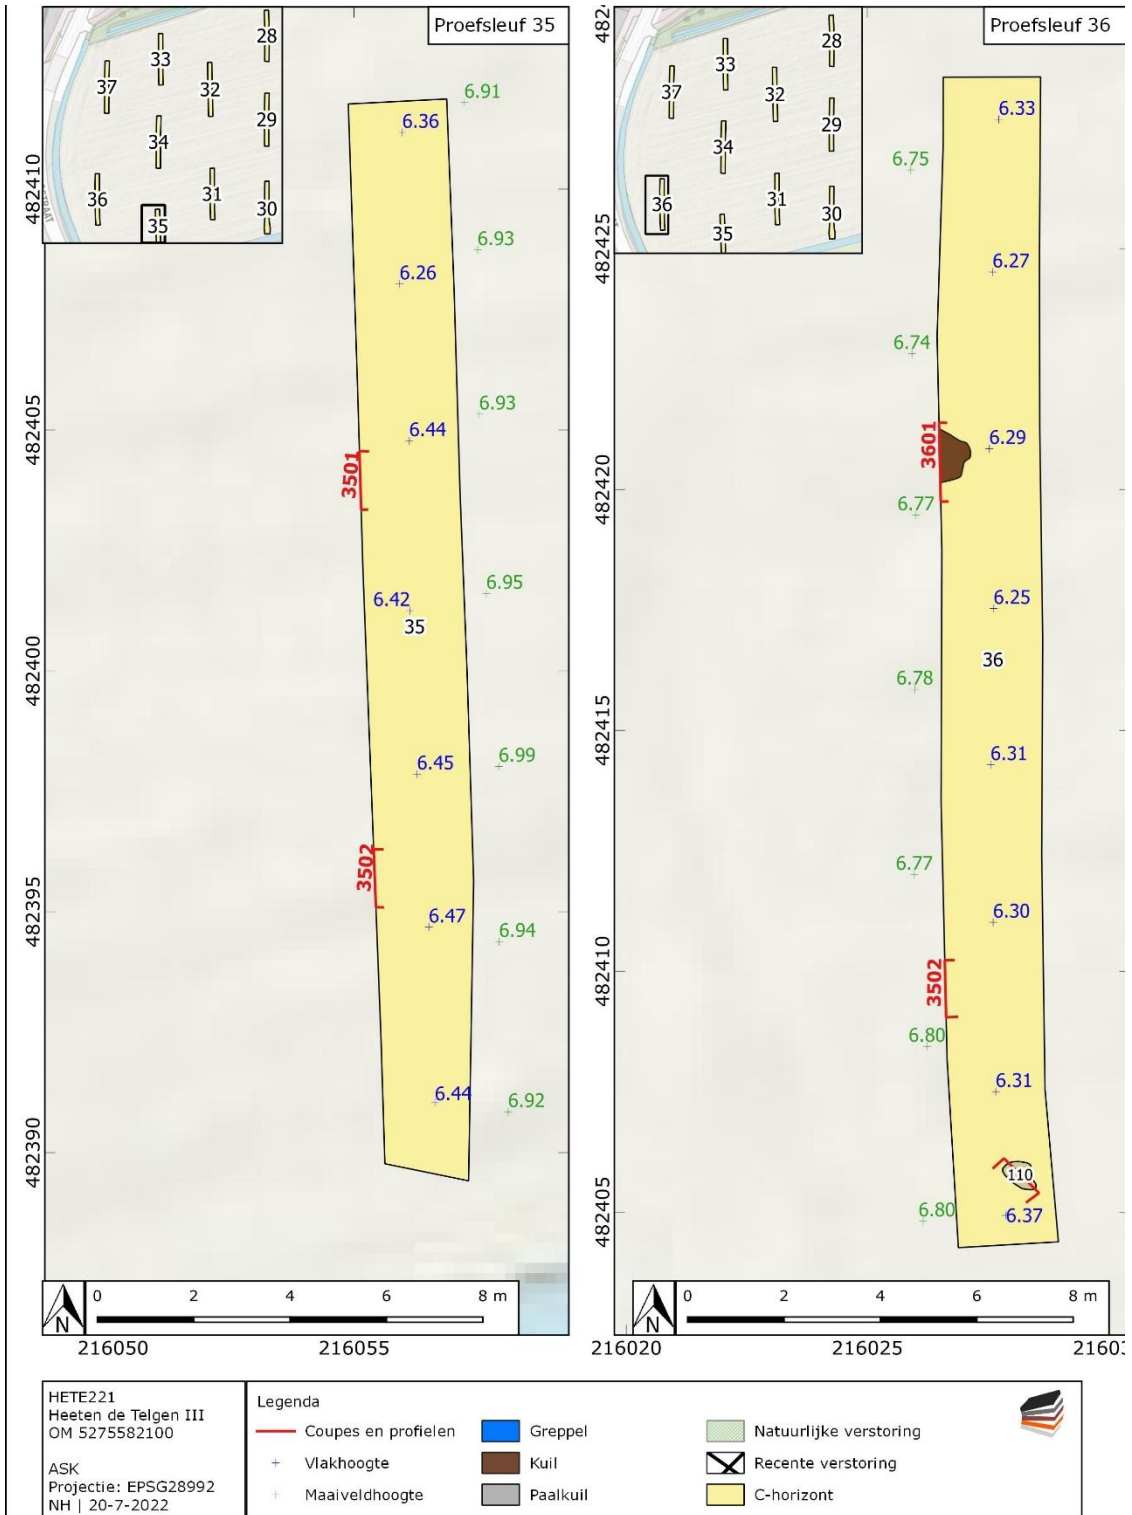 Proefsleuf 35
28
33
37
32
29
34
36
31
30
35
STRAAT
6.91
6.36
482410
6.93
6.26
6.93
482405
6.44
3501
6.95
6.42
35
482400
6.99
6.45
3502
482395
6.47
6.94
6.44
6.92
482390
0 2 4 6 8 m
N
216050 216055
Proefsleuf 36
28
33
37
32
29
34
36
31
30
35
6.33
6.75
482425
6.27
6.74
3601
6.29
482420
6.77
6.25
36
6.78
482415
6.31
6.77
6.30
3502
482410
6.80
6.31
110
6.80
6.37
482405
0 2 4 6 8 m
N
216020 216025
HETE221
Heeten de Telgen III
OM 5275582100
ASK
Projectie: EPSG28992
NH | 20-7-2022
Legenda
Coupes en profielen
Vlakhoogte
Maaiveldhoogte
Greppel
Kuil
Paalkuil
Natuurlijke verstoring
Recente verstoring
C-horizont